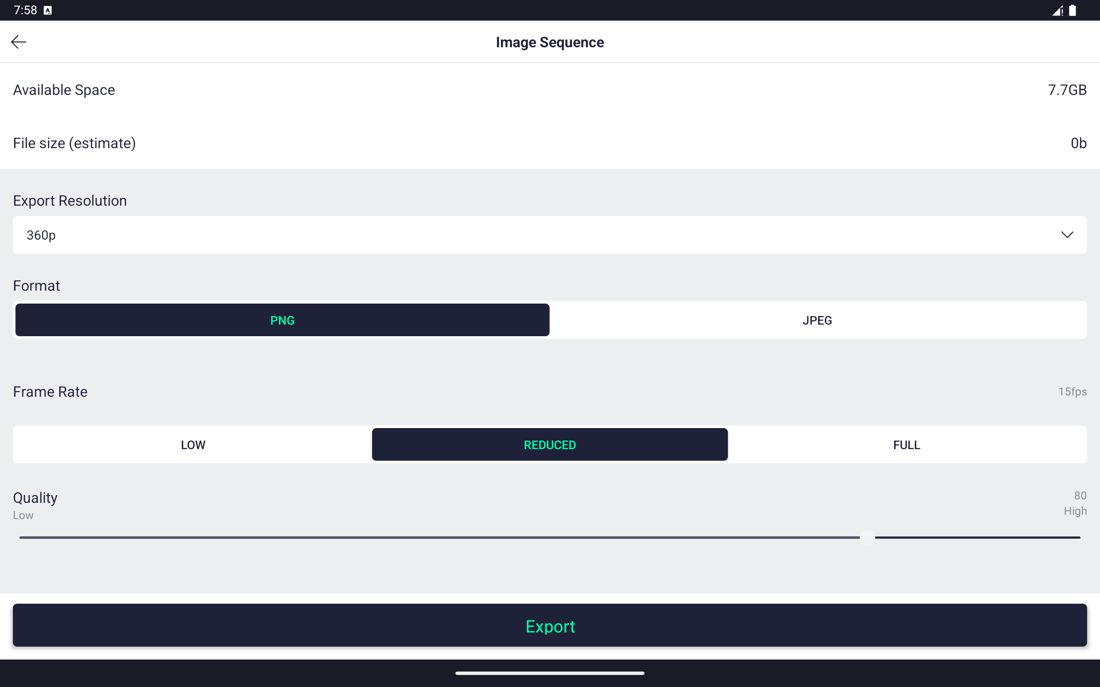 7:58
Image Sequence
Available Space 7.7GB
File size (estimate) 0b
Export Resolution
360p
Format
PNG JPEG
Frame Rate 15fps
LOW REDUCED FULL
Quality 80
Low High
Export